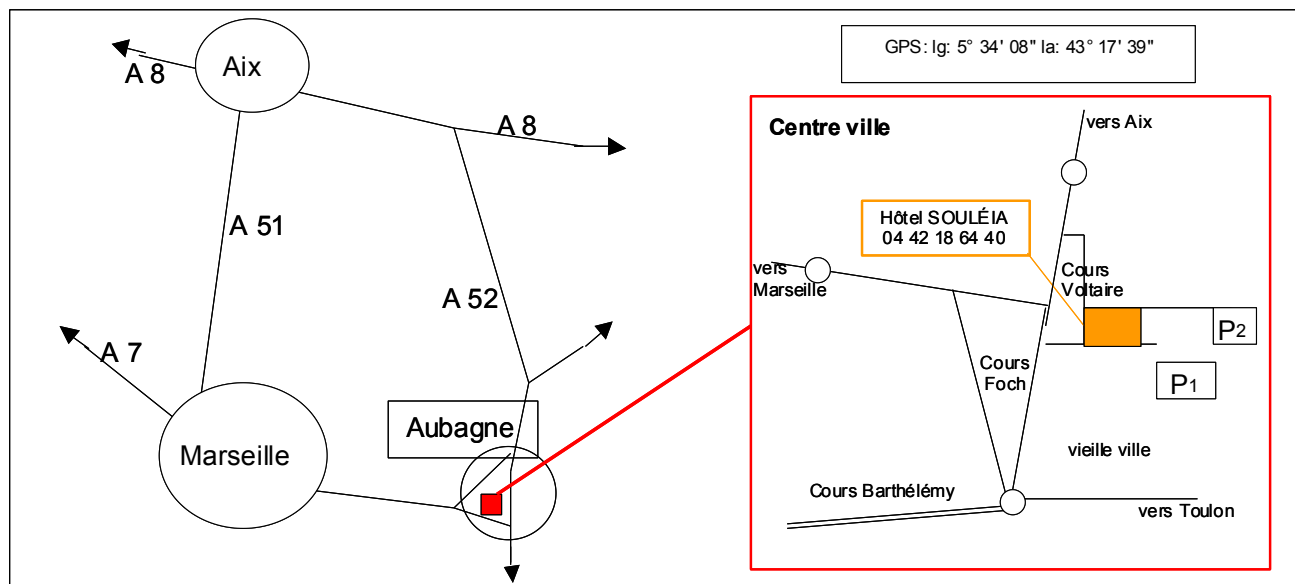 GPS: lg: 5° 34' 08" la: 43° 17' 39"
A 8
Aix
A 8
A 51
A 52
A 7
Aubagne
Marseille
Centre ville
vers Aix
Hôtel SOULÉIA
04 42 18 64 40
vers
Marseille
Cours
Voltaire
P2
Cours
Foch
P1
vieille ville
Cours Barthélémy
vers Toulon